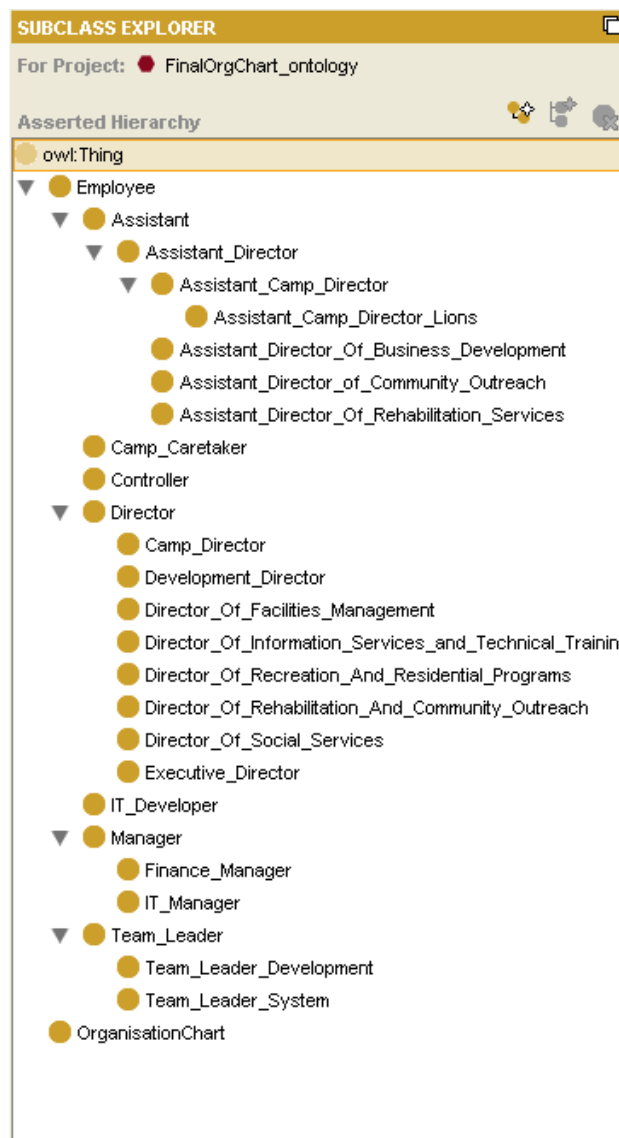 SUBCLASS EXPLORER
For Project: FinalOrgChart_ontology
Asserted Hierarchy
owl:Thing
Employee
Assistant
Assistant_Director
Assistant_Camp_Director
Assistant_Camp_Director_Lions
Assistant_Director_Of_Business_Development
Assistant_Director_of_Community_Outreach
Assistant_Director_Of_Rehabilitation_Services
Camp_Caretaker
Controller
Director
Camp_Director
Development_Director
Director_Of_Facilities_Management
Director_Of_Information_Services_and_Technical_Trainin
Director_Of_Recreation_And_Residential_Programs
Director_Of_Rehabilitation_And_Community_Outreach
Director_Of_Social_Services
Executive_Director
IT_Developer
Manager
Finance_Manager
IT_Manager
Team_Leader
Team_Leader_Development
Team_Leader_System
OrganisationChart